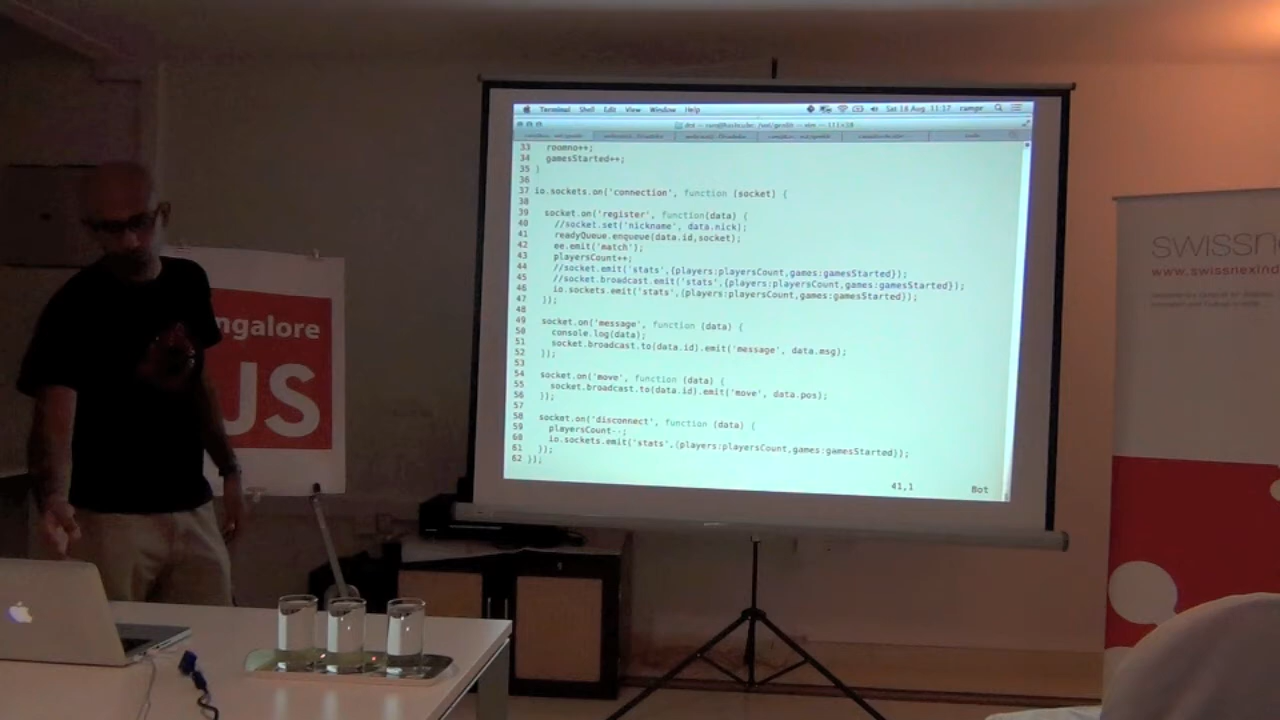 Terminal Shell Edit View Window Help
Sat 18 Aug 11:17
33 roomno++;
34 gamesStarted++;
35 }
36
37 io.sockets.on('connection', function (socket) {
38
39 socket.on('register', function(data) {
40 //socket.set('nickname', data.nick);
41 readyQueue.enqueue(data.id,socket);
42 ee.emit('match');
43 playersCount++;
44 //socket.emit('stats',{players:playersCount,games:gamesStarted});
45 //socket.broadcast.emit('stats',{players:playersCount,games:gamesStarted});
46 io.sockets.emit('stats',{players:playersCount,games:gamesStarted});
47 });
48
49 socket.on('message', function (data) {
50 console.log(data);
51 socket.broadcast.to(data.id).emit('message', data.msg);
52 });
53
54 socket.on('move', function (data) {
55 socket.broadcast.to(data.id).emit('move', data.pos);
56 });
57
58 socket.on('disconnect', function (data) {
59 playersCount--;
60 io.sockets.emit('stats',{players:playersCount,games:gamesStarted});
61 });
62 });
41,1 Bot
ngalore
JS
swissn
www.swissnexind